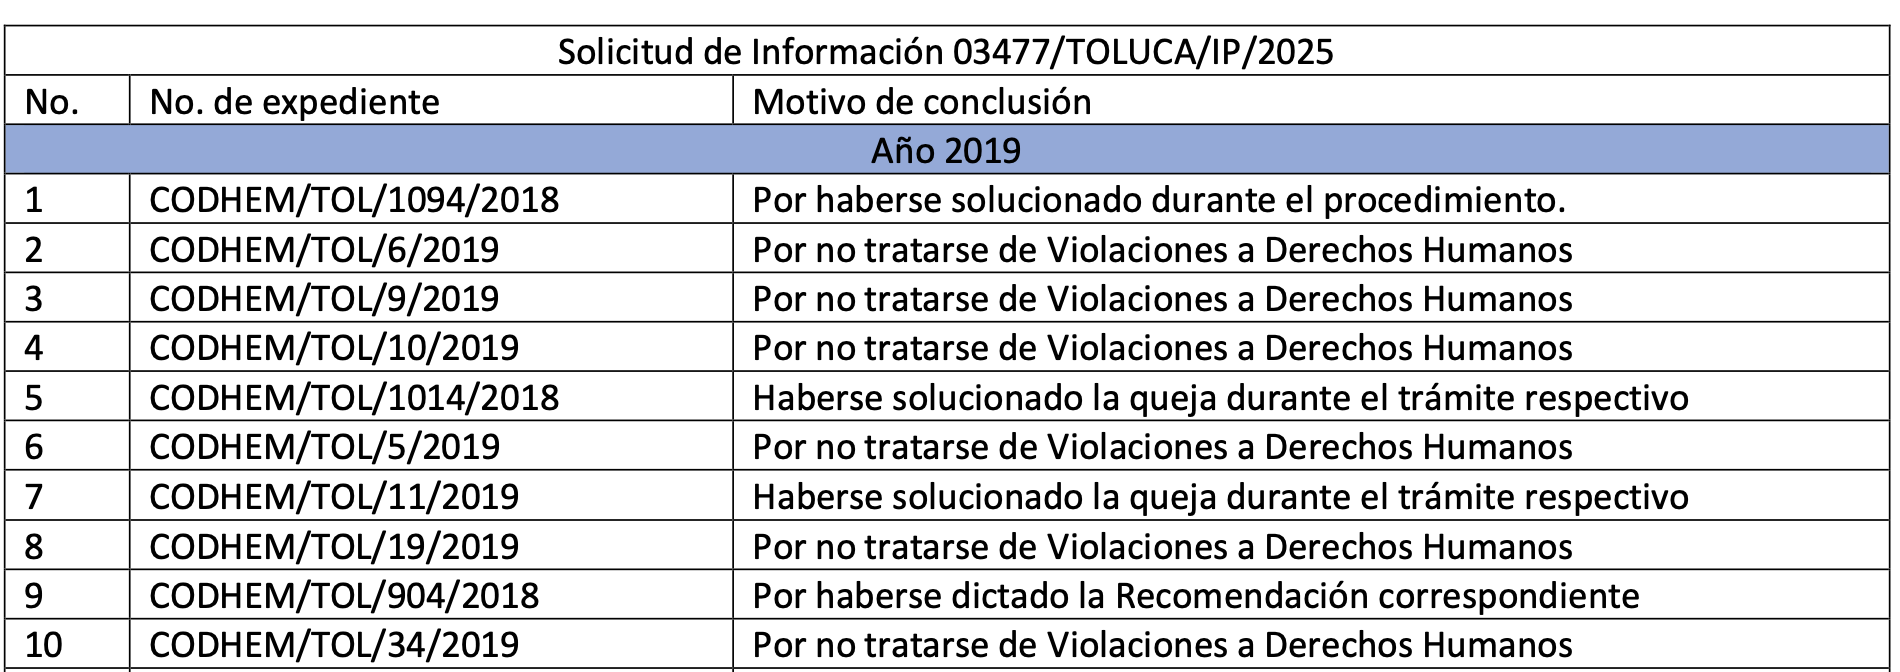 Solicitud de Información 03477/TOLUCA/IP/2025
No. No. de expediente Motivo de conclusión
Año 2019
1 CODHEM/TOL/1094/2018 Por haberse solucionado durante el procedimiento.
2 CODHEM/TOL/6/2019 Por no tratarse de Violaciones a Derechos Humanos
3 CODHEM/TOL/9/2019 Por no tratarse de Violaciones a Derechos Humanos
4 CODHEM/TOL/10/2019 Por no tratarse de Violaciones a Derechos Humanos
5 CODHEM/TOL/1014/2018 Haberse solucionado la queja durante el trámite respectivo
6 CODHEM/TOL/5/2019 Por no tratarse de Violaciones a Derechos Humanos
7 CODHEM/TOL/11/2019 Haberse solucionado la queja durante el trámite respectivo
8 CODHEM/TOL/19/2019 Por no tratarse de Violaciones a Derechos Humanos
9 CODHEM/TOL/904/2018 Por haberse dictado la Recomendación correspondiente
10 CODHEM/TOL/34/2019 Por no tratarse de Violaciones a Derechos Humanos